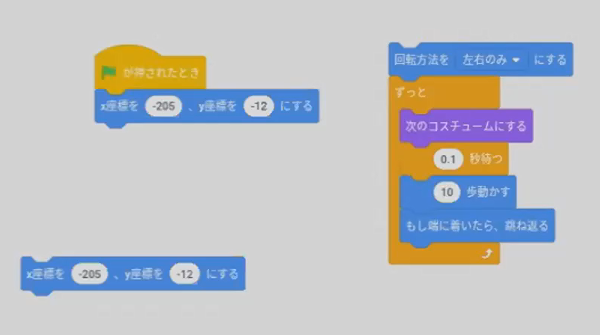 が押されたとき
x座標を -205 、y座標を -12 にする
回転方法を 左右のみ にする
ずっと
次のコスチュームにする
0.1 秒待つ
10 歩動かす
もし端に着いたら、跳ね返る
x座標を -205 、y座標を -12 にする